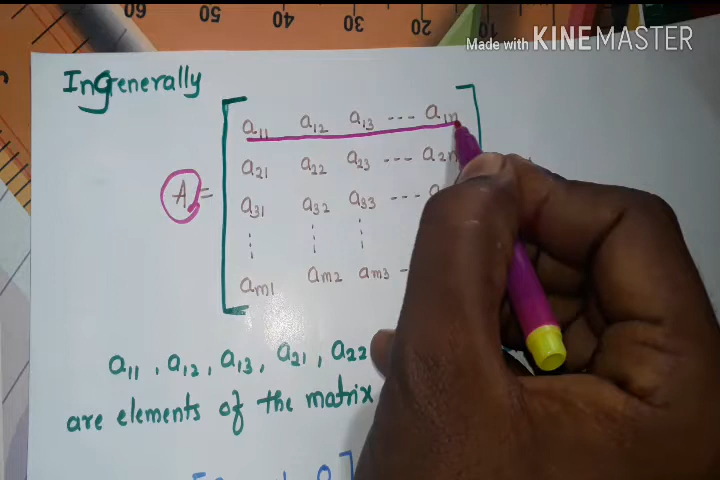 60 50 40 30 20 10
Made with KINEMASTER
InGenerally
a11 a12 a13 --- a1n
a21 a22 a23 --- a2n
A = a31 a32 a33 ---
am1 am2 am3 -
a11, a12, a13, a21, a22
are elements of the matrix